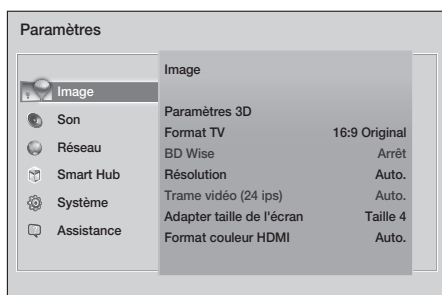 Paramètres
Image
Son
Réseau
Smart Hub
Système
Assistance
Image
Paramètres 3D
Format TV 16:9 Original
BD Wise Arrêt
Résolution Auto.
Trame vidéo (24 ips) Auto.
Adapter taille de l'écran Taille 4
Format couleur HDMI Auto.